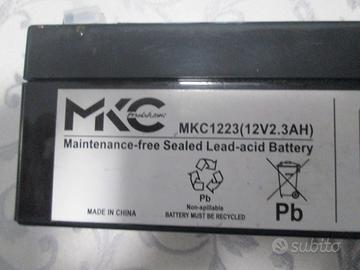 MKC
MKC1223(12V2.3AH)
Maintenance-free Sealed Lead-acid Battery
Pb
Non-spillable
BATTERY MUST BE RECYCLED
MADE IN CHINA
Pb
subito